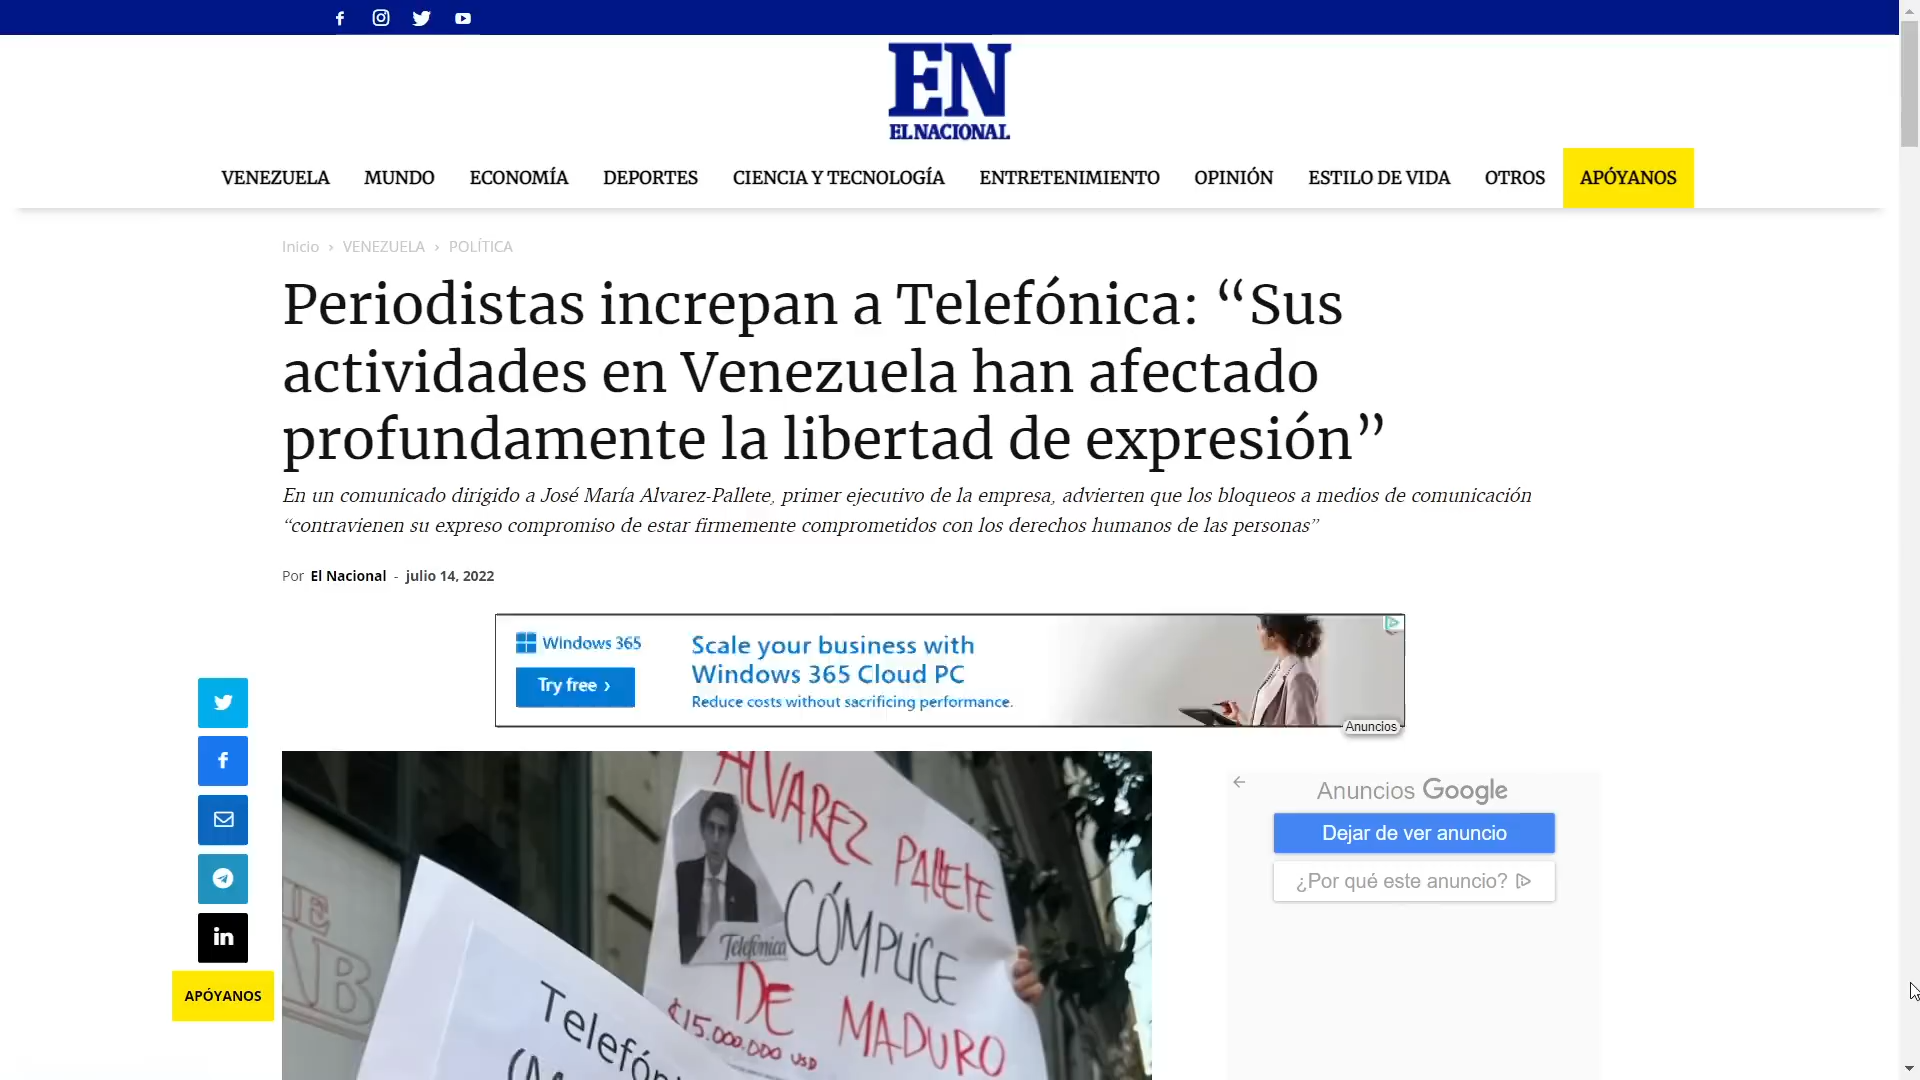 EN
EL NACIONAL
VENEZUELA MUNDO ECONOMÍA DEPORTES CIENCIA Y TECNOLOGÍA ENTRETENIMIENTO OPINIÓN ESTILO DE VIDA OTROS APÓYANOS
Inicio › VENEZUELA › POLÍTICA
Periodistas increpan a Telefónica: “Sus
actividades en Venezuela han afectado
profundamente la libertad de expresión”
En un comunicado dirigido a José María Alvarez-Pallete, primer ejecutivo de la empresa, advierten que los bloqueos a medios de comunicación
“contravienen su expreso compromiso de estar firmemente comprometidos con los derechos humanos de las personas”
Por El Nacional - julio 14, 2022
Windows 365
Try free ›
Scale your business with
Windows 365 Cloud PC
Reduce costs without sacrificing performance.
Anuncios
ALVAREZ PALLETE
CÓMPLICE
Telefónica
DE MADURO
¢15.000.000 USD
Anuncios Google
Dejar de ver anuncio
¿Por qué este anuncio?
APÓYANOS